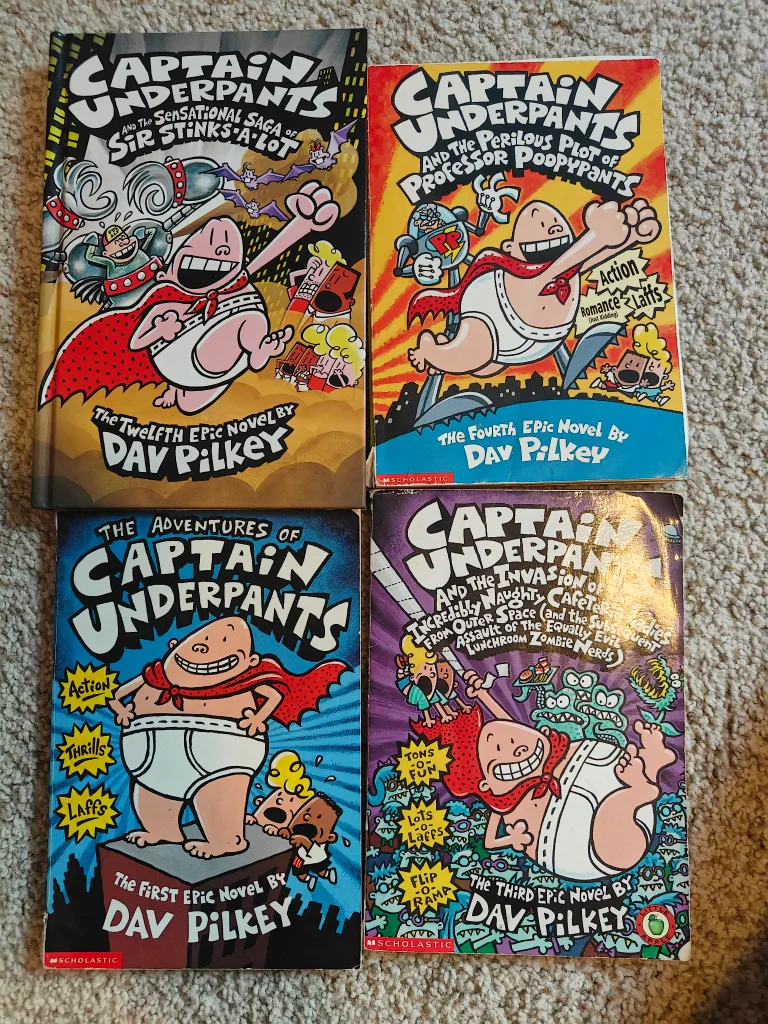 CAPTAIN
UNDERPANTS
AND THE SENSATIONAL SAGA OF
SIR STINKS-A-LOT
THE TWELFTH EPIC NOVEL BY
DAV PILKEY
CAPTAIN
UNDERPANTS
AND THE PERILOUS PLOT OF
PROFESSOR POOPYPANTS
PP
Action
Romance
(just kidding)
Laffs
THE FOURTH EPIC NOVEL BY
DAV PILKEY
SCHOLASTIC
THE ADVENTURES OF
CAPTAIN
UNDERPANTS
ACTION
THRILLS
LAFFS
THE FIRST EPIC NOVEL BY
DAV PILKEY
SCHOLASTIC
CAPTAIN
UNDERPAN
AND THE INVASION OF
INCREDIBLY NAUGHTY
FROM OUTER SPACE (and THE SUBSEQUENT
ASSAULT OF THE EQUALLY EVIL
LUNCHROOM ZOMBIE NERDS)
TONS
-O-
FUN
LOTS
-O-
LAFFS
FLIP
-O-
RAMA
THE THIRD EPIC NOVEL BY
DAV PILKEY
SCHOLASTIC